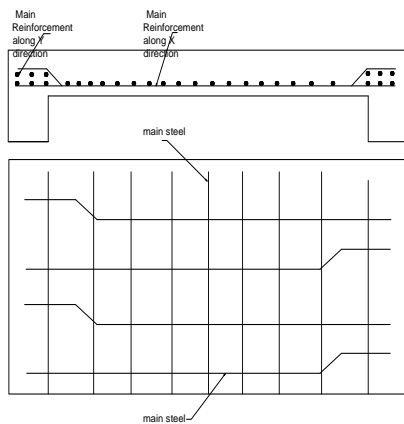 Main
Reinforcement
along Y
direction
Main
Reinforcement
along X
direction
main steel
main steel